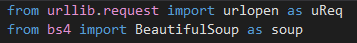 from urllib.request import urlopen as uReq
from bs4 import BeautifulSoup as soup